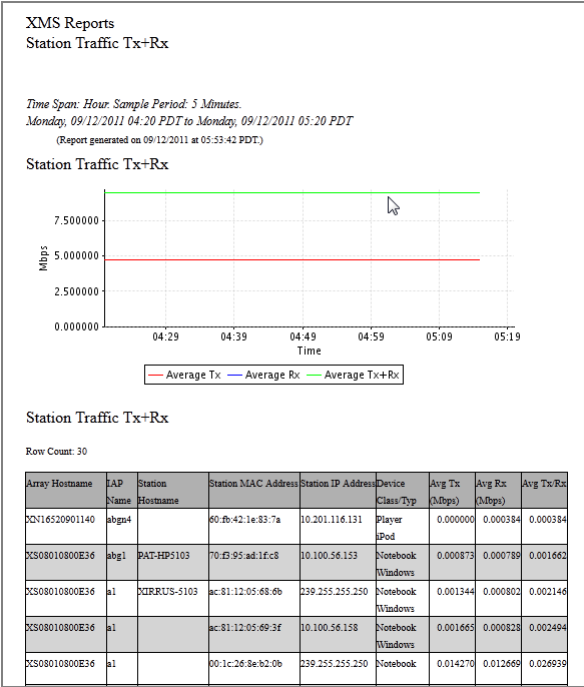 XMS Reports
Station Traffic Tx+Rx
Time Span: Hour. Sample Period: 5 Minutes.
Monday, 09/12/2011 04:20 PDT to Monday, 09/12/2011 05:20 PDT
(Report generated on 09/12/2011 at 05:53:42 PDT.)
Station Traffic Tx+Rx
7.500000
5.000000
2.500000
0.000000
Mbps
04:29 04:39 04:49 04:59 05:09 05:19
Time
Average Tx Average Rx Average Tx+Rx
Station Traffic Tx+Rx
Row Count: 30
Array Hostname IAP Station Station MAC Address Station IP Address Device Avg Tx Avg Rx Avg Tx/Rx
Name Hostname Class/Typ (Mbps) (Mbps)
XN16520901140 abgn4 60:fb:42:1e:83:7a 10.201.116.131 Player 0.000000 0.000384 0.000384
iPod
XS08010800E36 abg1 PAT-HP5103 70:f3:95:ad:1f:c8 10.100.56.153 Notebook 0.000873 0.000789 0.001662
Windows
XS08010800E36 a1 XIRRUS-5103 ac:81:12:05:68:6b 239.255.255.250 Notebook 0.001344 0.000802 0.002146
Windows
XS08010800E36 a1 ac:81:12:05:69:3f 10.100.56.158 Notebook 0.001665 0.000828 0.002494
Windows
XS08010800E36 a1 00:1c:26:8e:b2:0b 239.255.255.250 Notebook 0.014270 0.012669 0.026939